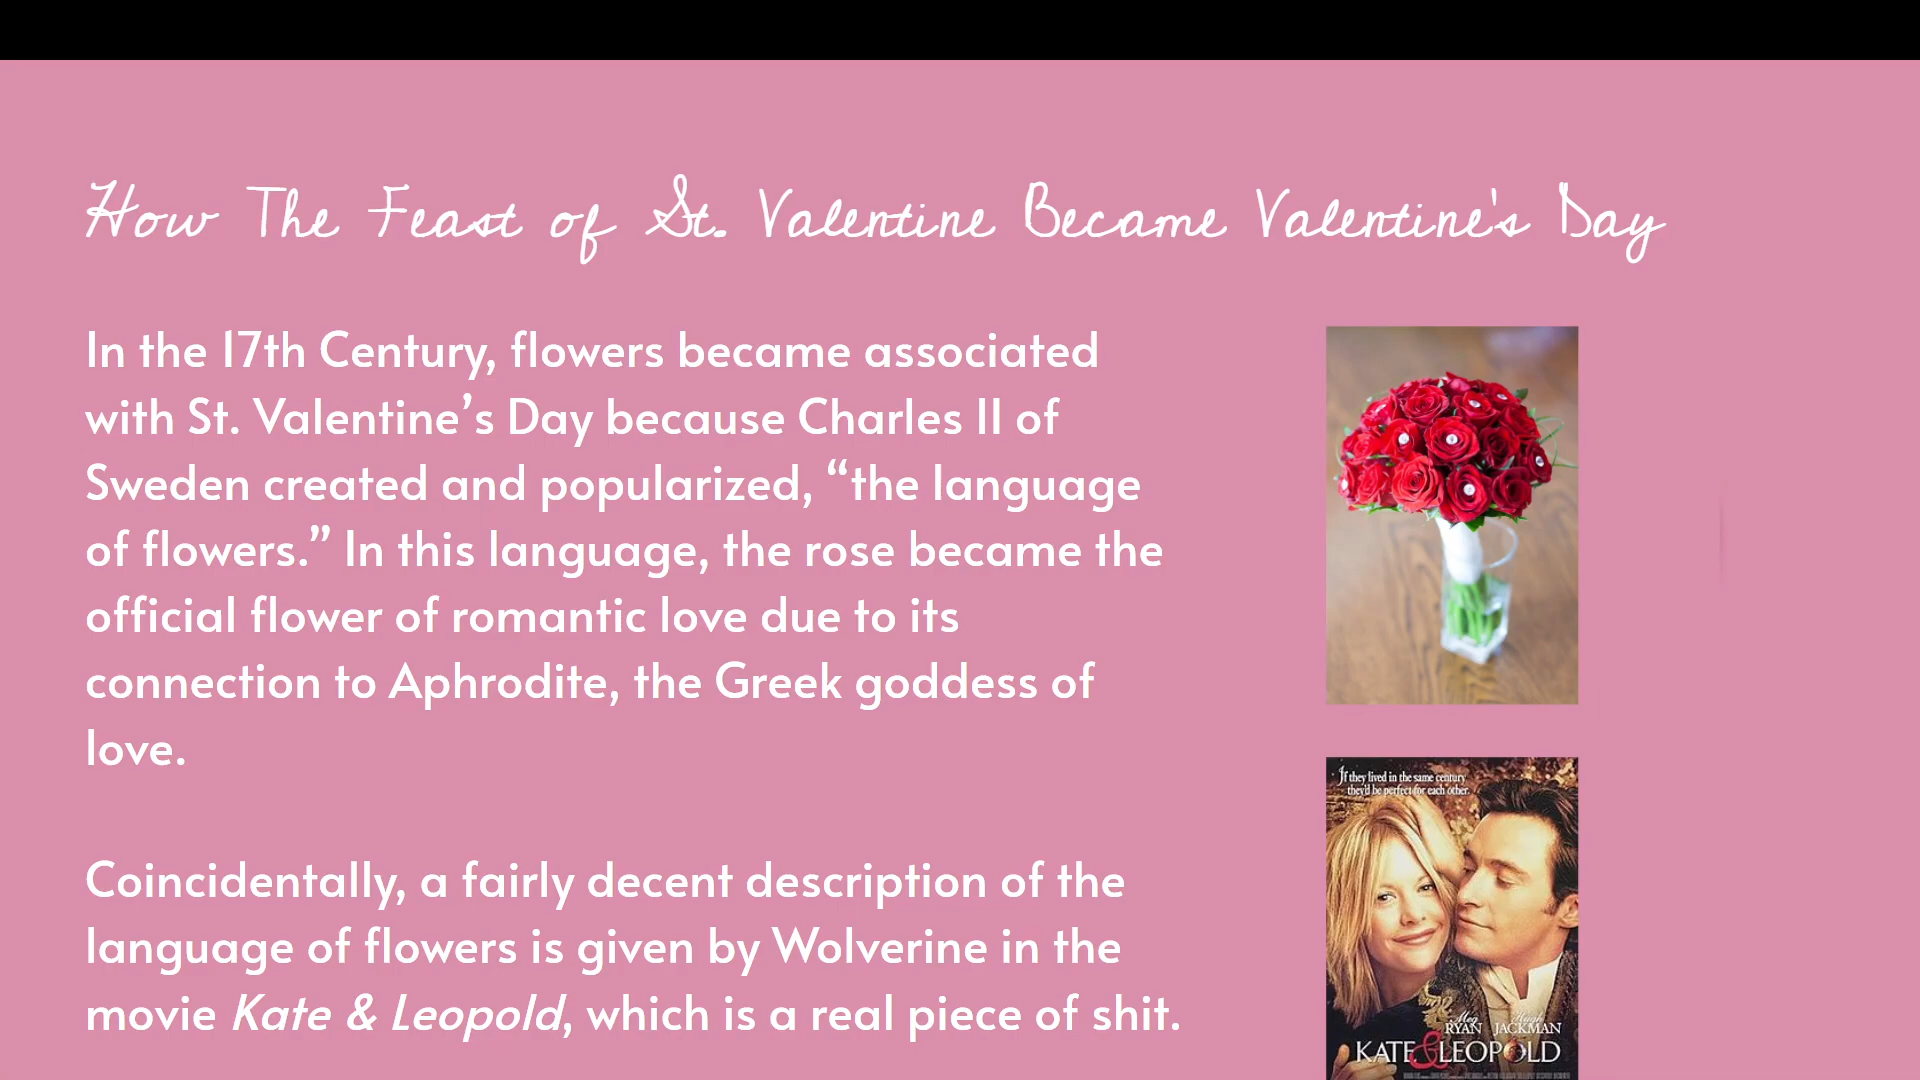 How The Feast of St. Valentine Became Valentine's Day
In the 17th Century, flowers became associated
with St. Valentine’s Day because Charles II of
Sweden created and popularized, “the language
of flowers.” In this language, the rose became the
official flower of romantic love due to its
connection to Aphrodite, the Greek goddess of
love.
Coincidentally, a fairly decent description of the
language of flowers is given by Wolverine in the
movie Kate & Leopold, which is a real piece of shit.
If they lived in the same century
they'd be perfect for each other.
Meg Hugh
RYAN JACKMAN
KATE & LEOPOLD